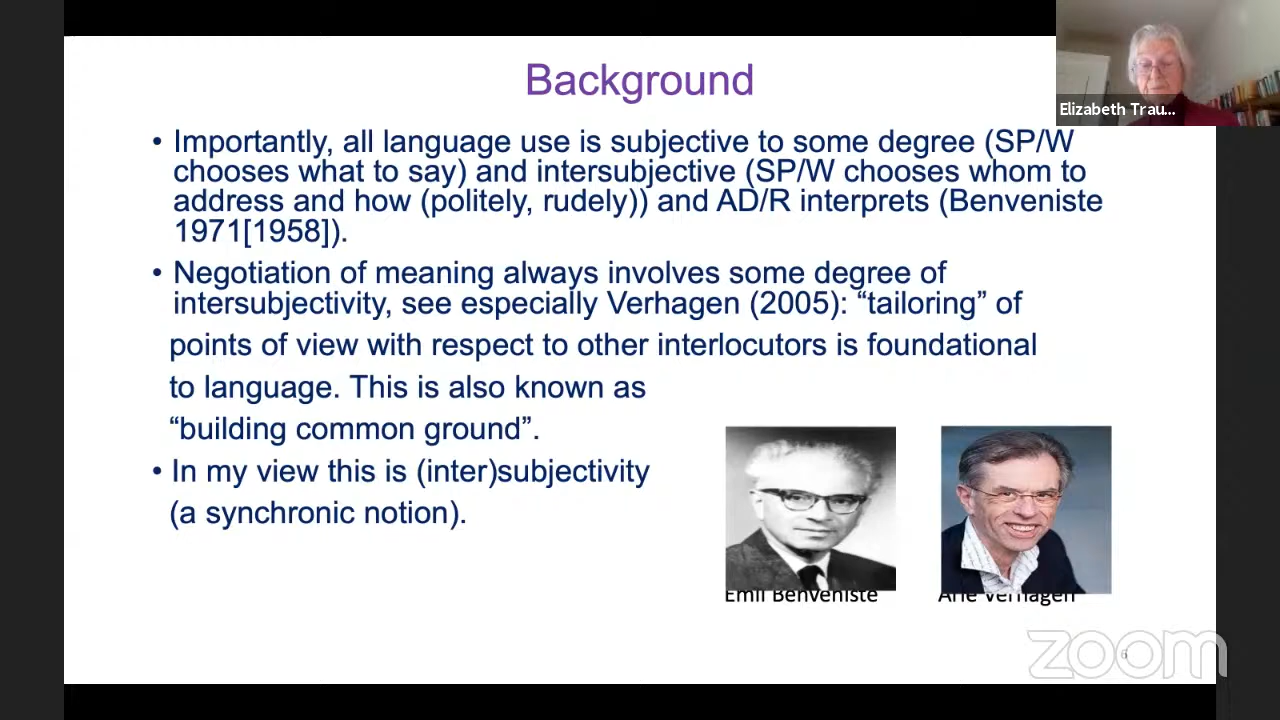 Background
Elizabeth Trau...
• Importantly, all language use is subjective to some degree (SP/W
chooses what to say) and intersubjective (SP/W chooses whom to
address and how (politely, rudely)) and AD/R interprets (Benveniste
1971[1958]).
• Negotiation of meaning always involves some degree of
intersubjectivity, see especially Verhagen (2005): “tailoring” of
points of view with respect to other interlocutors is foundational
to language. This is also known as
“building common ground”.
• In my view this is (inter)subjectivity
(a synchronic notion).
Emil Benveniste
Arie Verhagen
zoom
6